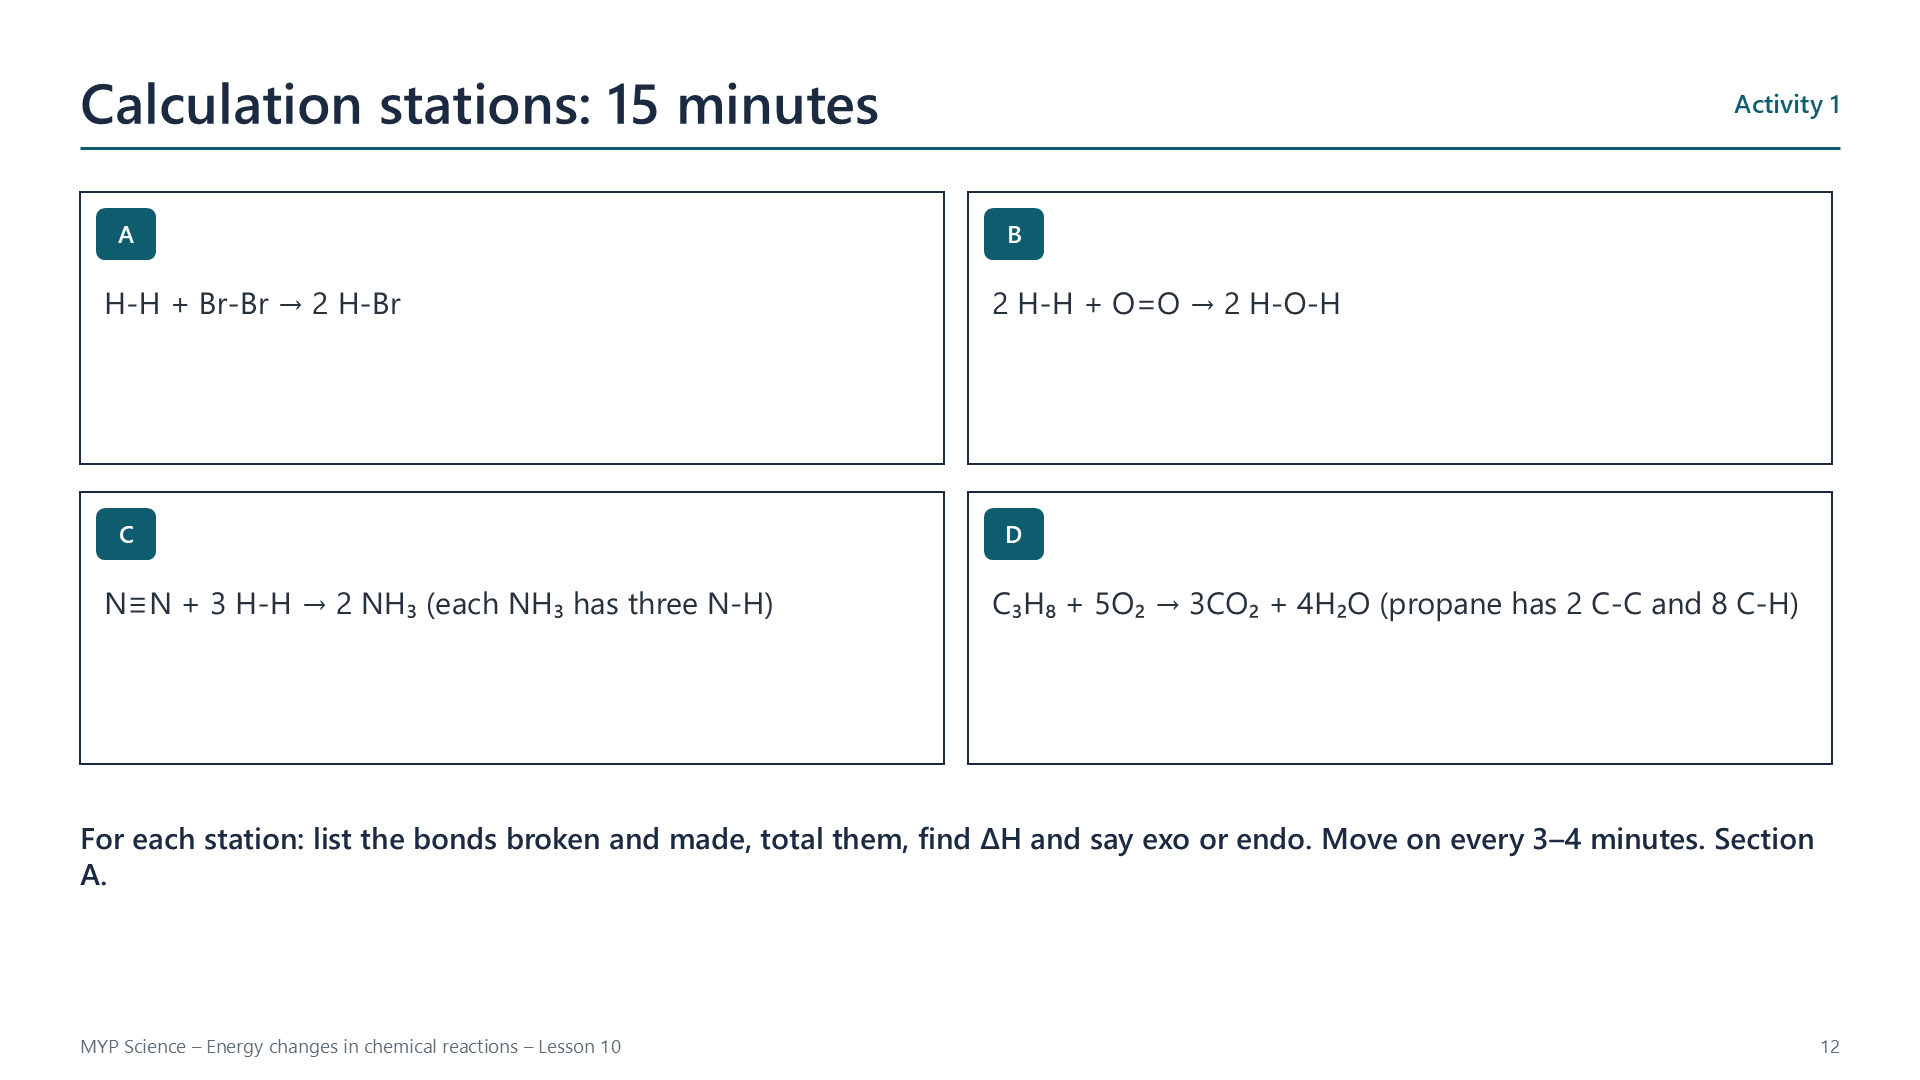 Calculation stations: 15 minutes
Activity 1
A
H-H + Br-Br → 2 H-Br
B
2 H-H + O=O → 2 H-O-H
C
N≡N + 3 H-H → 2 NH₃ (each NH₃ has three N-H)
D
C₃H₈ + 5O₂ → 3CO₂ + 4H₂O (propane has 2 C-C and 8 C-H)
For each station: list the bonds broken and made, total them, find ΔH and say exo or endo. Move on every 3–4 minutes. Section
A.
MYP Science – Energy changes in chemical reactions – Lesson 10
12